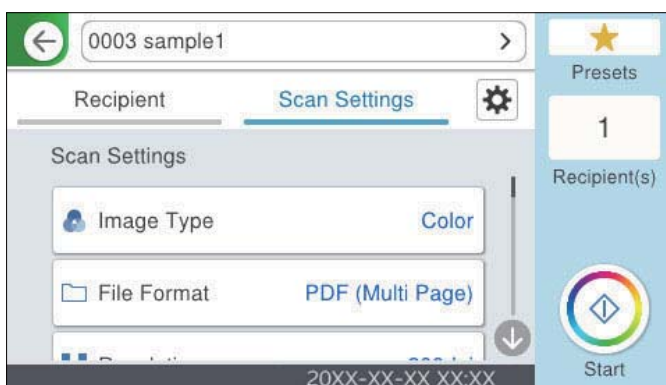 0003 sample1
Presets
Recipient
Scan Settings
1
Recipient(s)
Scan Settings
Image Type
Color
File Format
PDF (Multi Page)
20XX-XX-XX XX:XX
Start